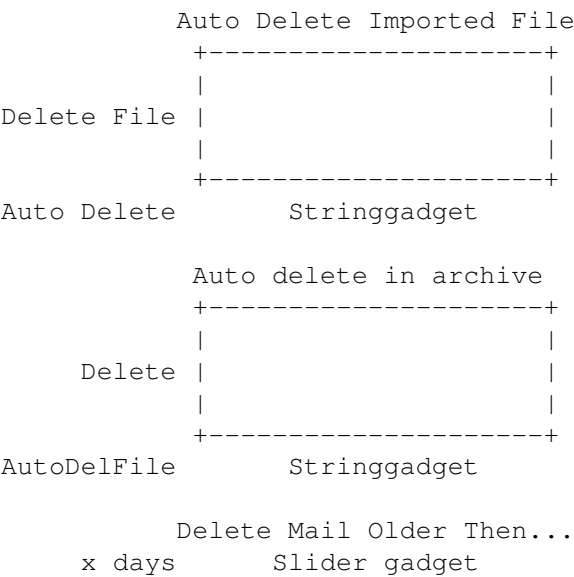 Auto Delete Imported File
Delete File
Auto Delete Stringgadget
Auto delete in archive
Delete
AutoDelFile Stringgadget
Delete Mail Older Then...
x days Slider gadget